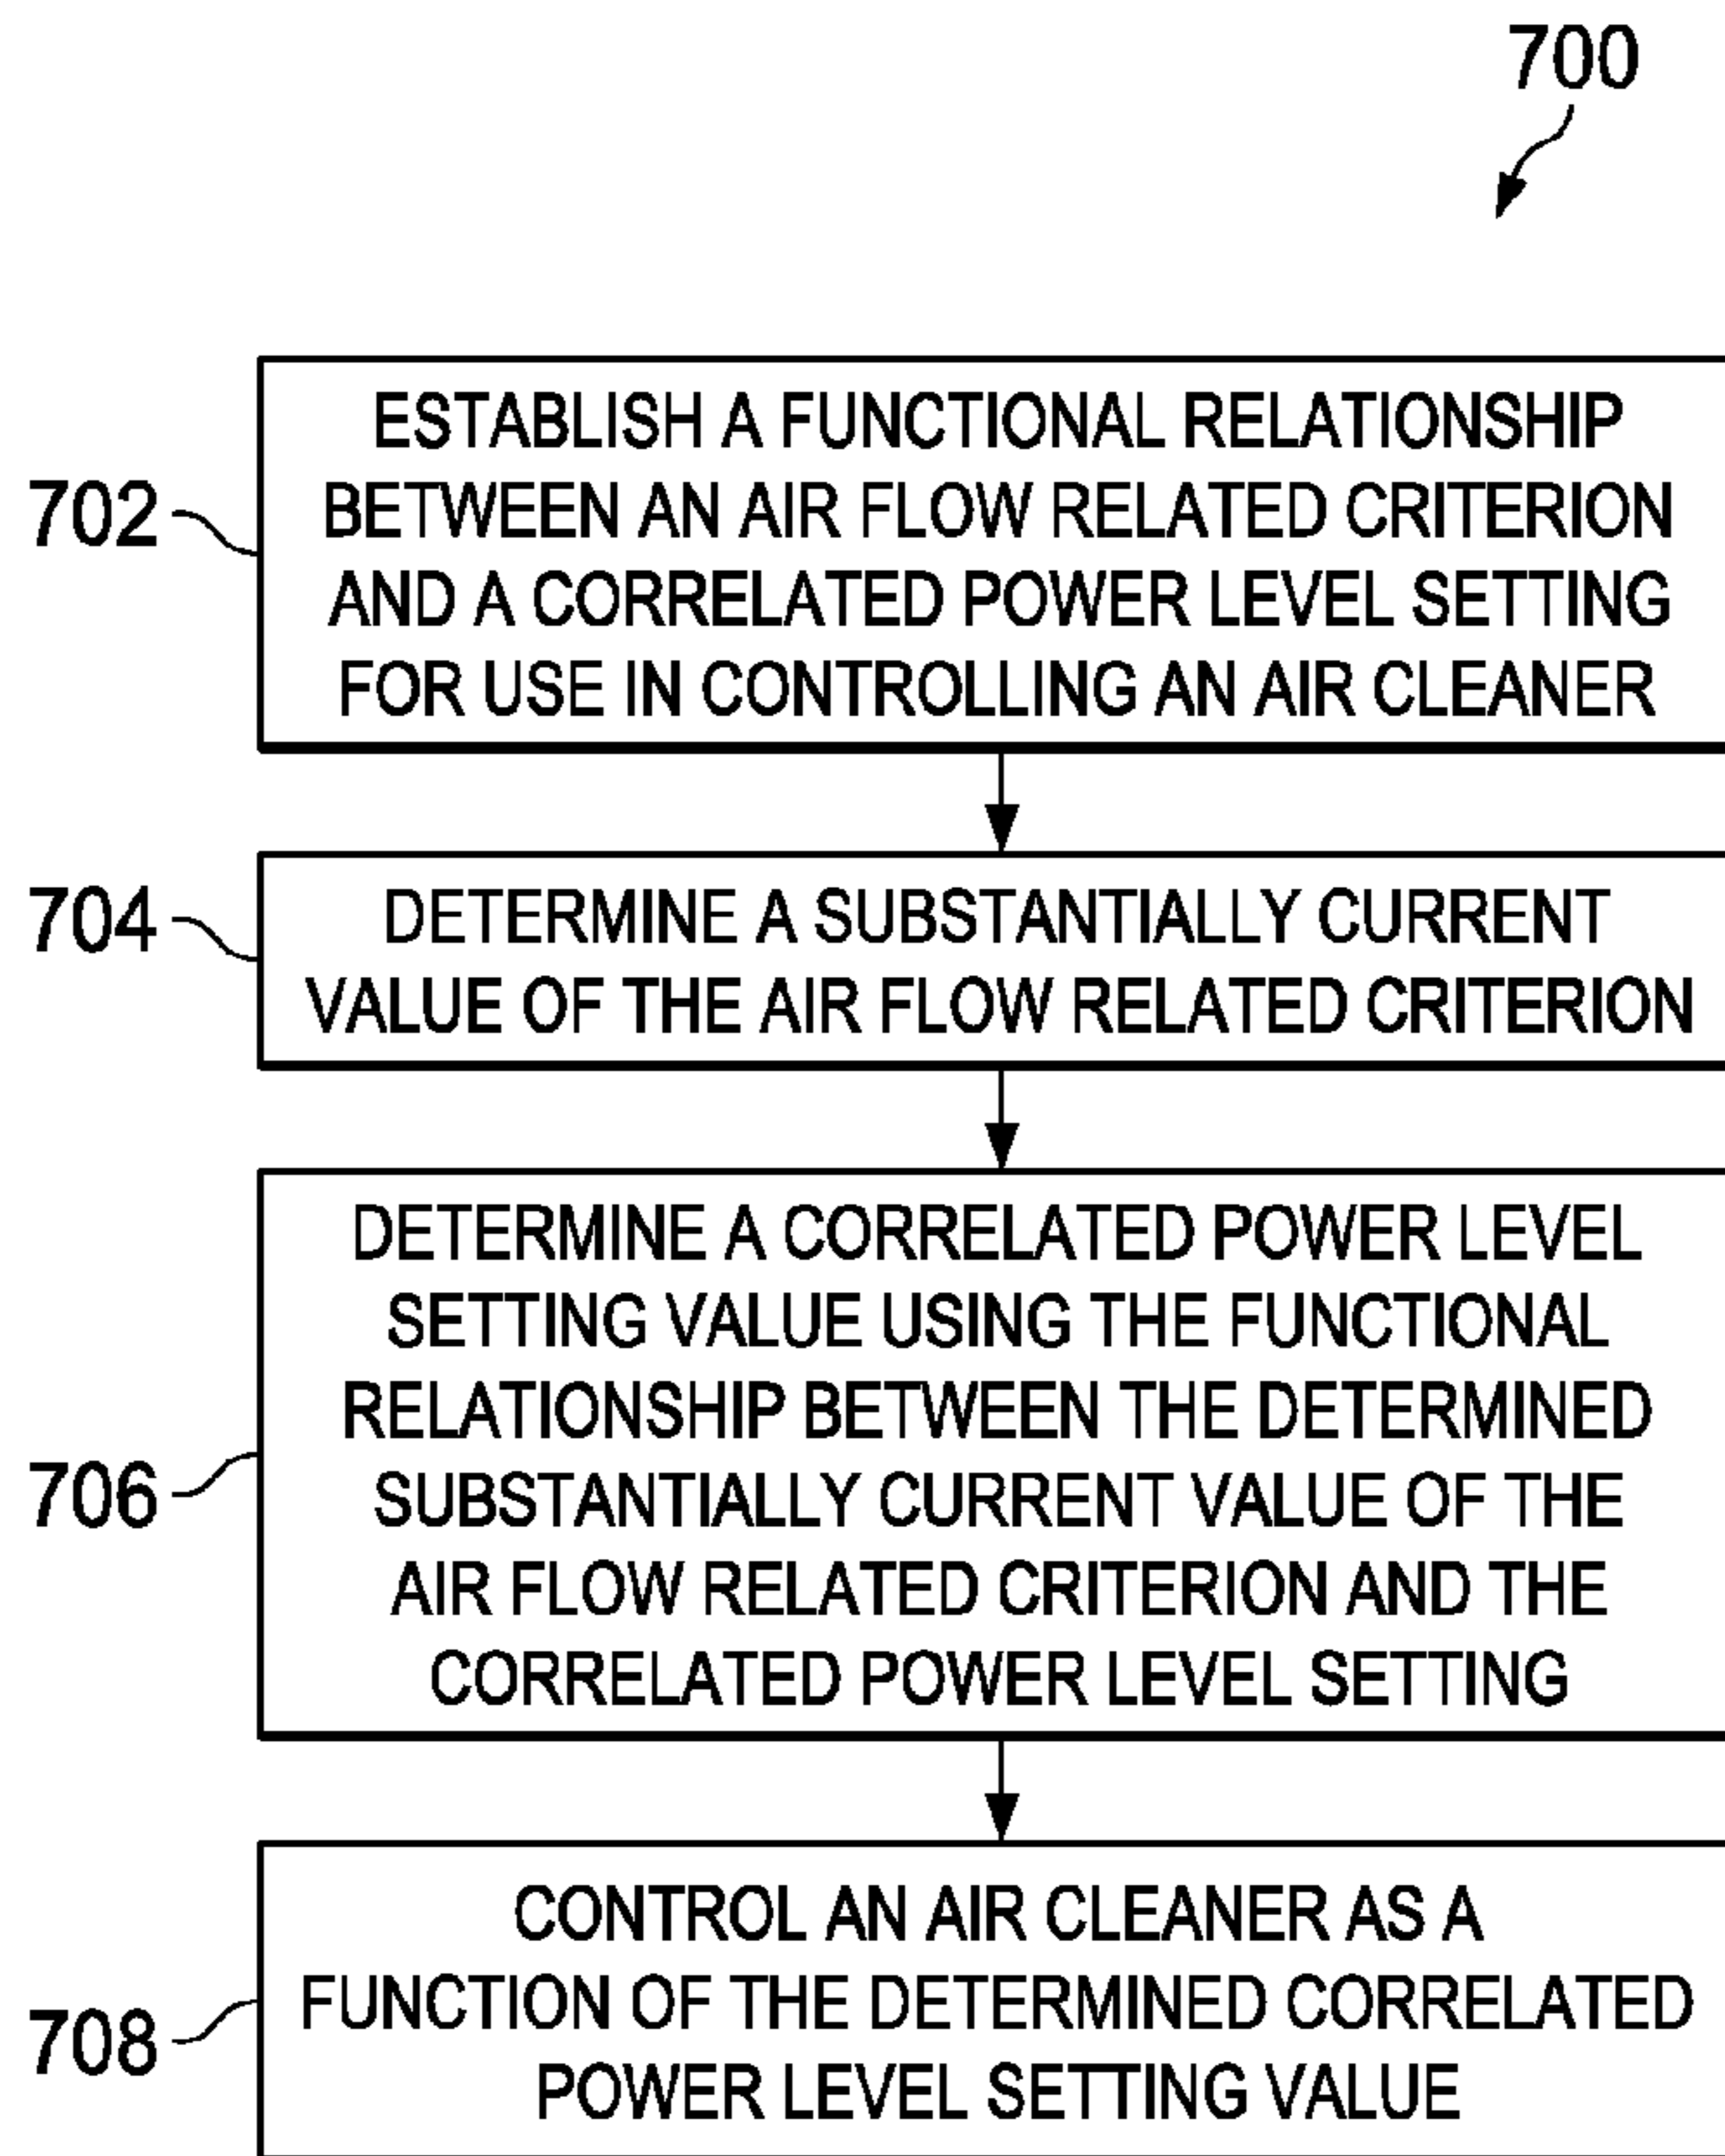 700
702
ESTABLISH A FUNCTIONAL RELATIONSHIP
BETWEEN AN AIR FLOW RELATED CRITERION
AND A CORRELATED POWER LEVEL SETTING
FOR USE IN CONTROLLING AN AIR CLEANER
704
DETERMINE A SUBSTANTIALLY CURRENT
VALUE OF THE AIR FLOW RELATED CRITERION
706
DETERMINE A CORRELATED POWER LEVEL
SETTING VALUE USING THE FUNCTIONAL
RELATIONSHIP BETWEEN THE DETERMINED
SUBSTANTIALLY CURRENT VALUE OF THE
AIR FLOW RELATED CRITERION AND THE
CORRELATED POWER LEVEL SETTING
708
CONTROL AN AIR CLEANER AS A
FUNCTION OF THE DETERMINED CORRELATED
POWER LEVEL SETTING VALUE